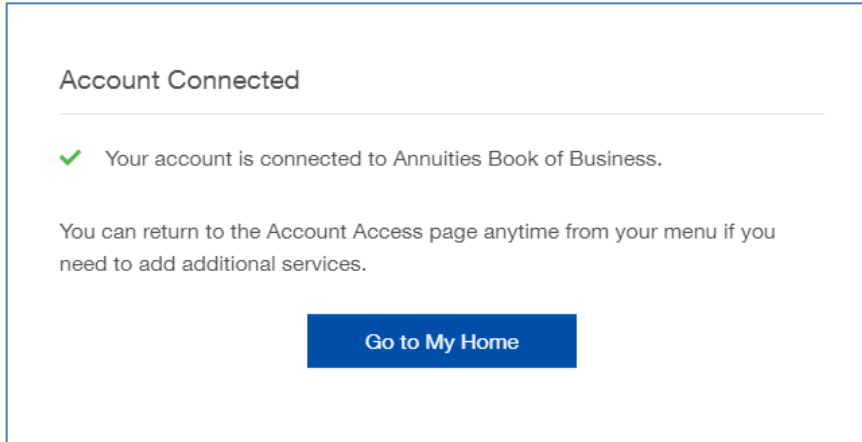 Account Connected
Your account is connected to Annuities Book of Business.
You can return to the Account Access page anytime from your menu if you
need to add additional services.
Go to My Home